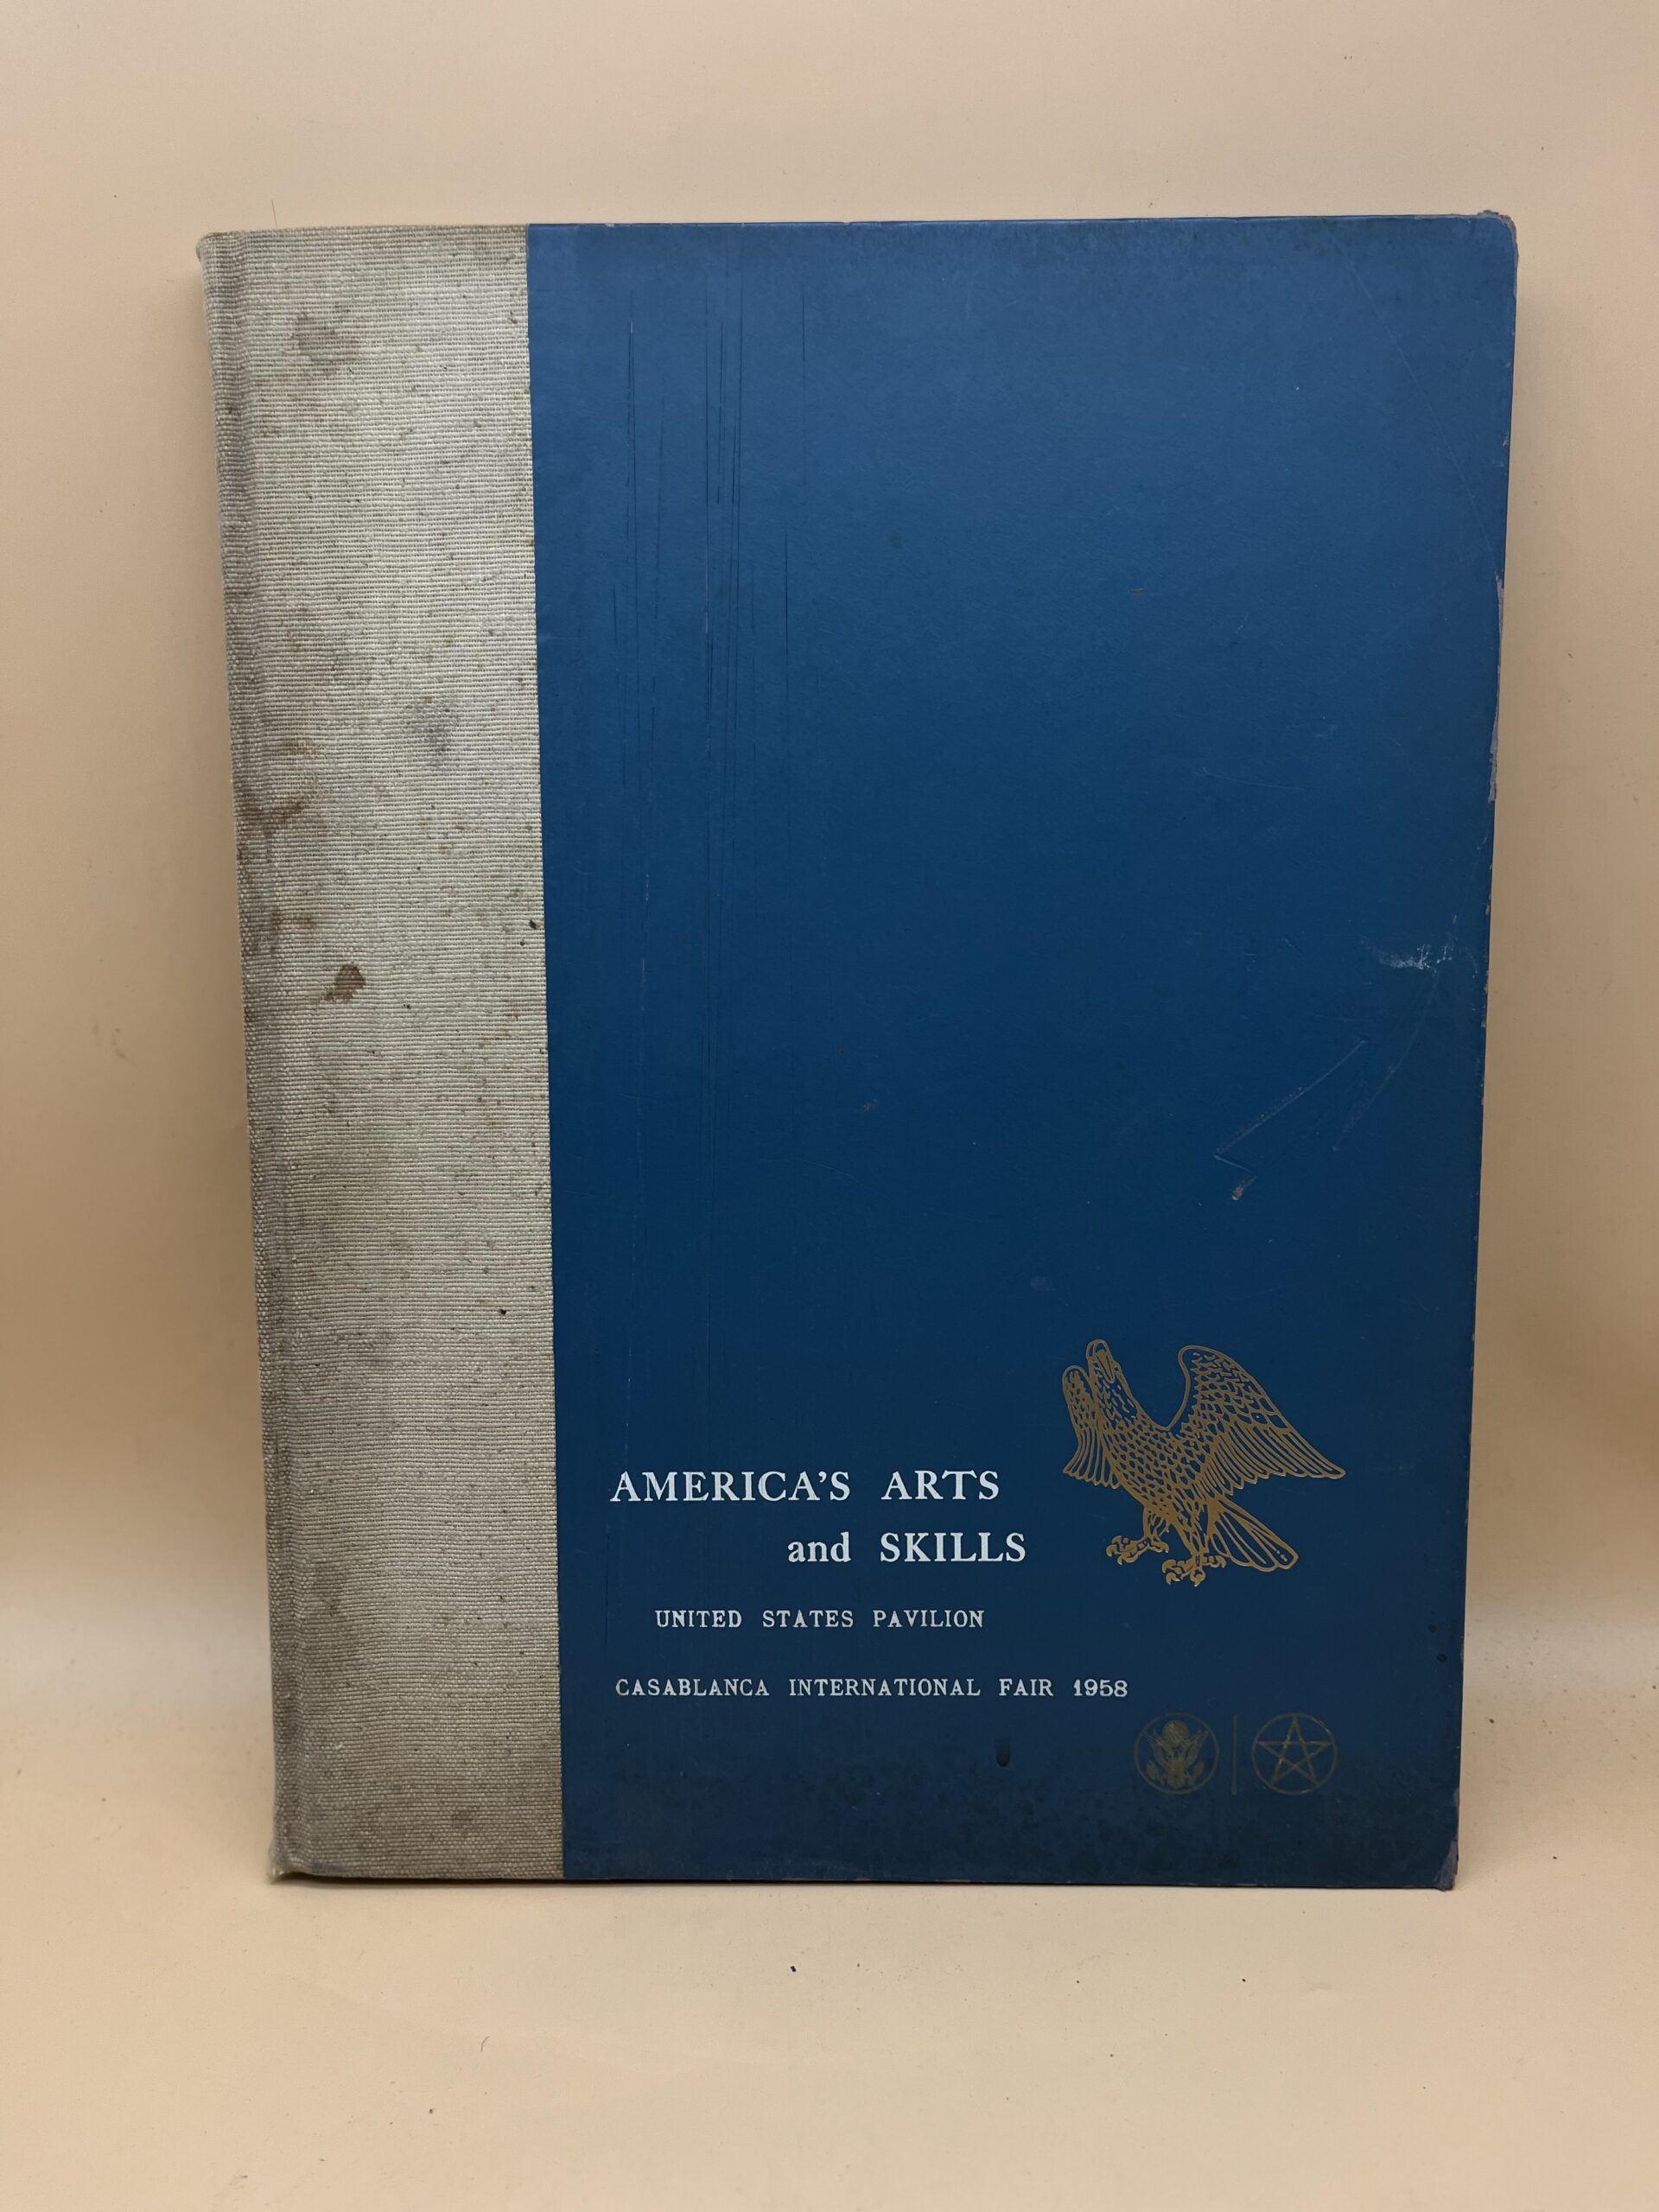 AMERICA'S ARTS
and SKILLS
UNITED STATES PAVILION
CASABLANCA INTERNATIONAL FAIR 1958